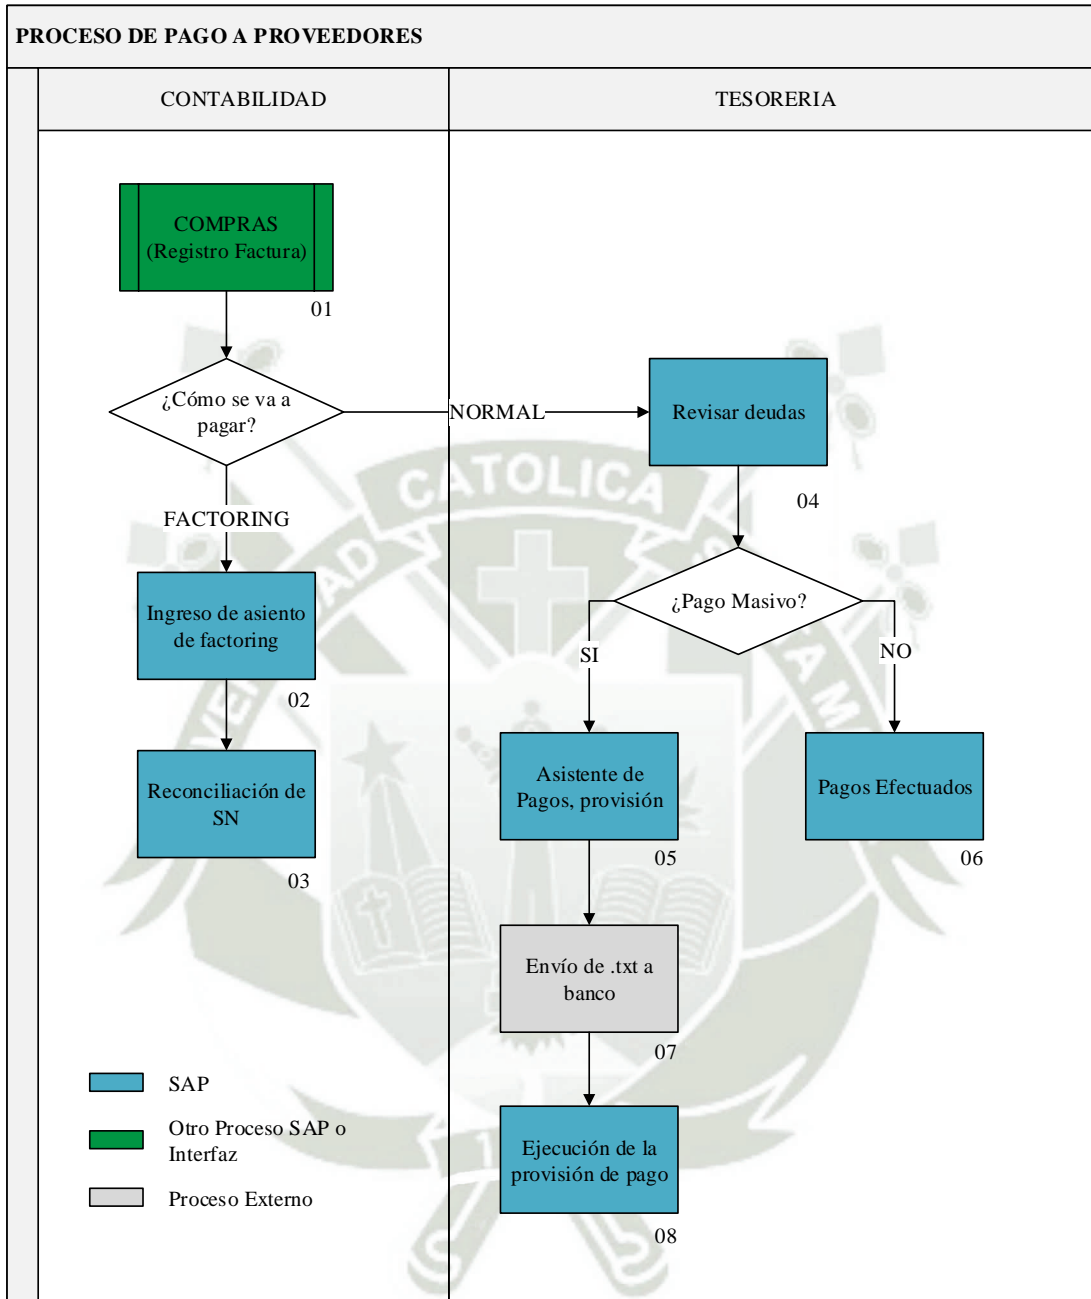 PROCESO DE PAGO A PROVEEDORES
CONTABILIDAD
TESORERIA
COMPRAS
(Registro Factura)
01
¿Cómo se va a
pagar?
NORMAL
Revisar deudas
04
FACTORING
¿Pago Masivo?
SI
NO
Ingreso de asiento
de factoring
02
Reconciliación de
SN
03
Asistente de
Pagos, provisión
05
Pagos Efectuados
06
Envío de .txt a
banco
07
Ejecución de la
provisión de pago
08
SAP
Otro Proceso SAP o
Interfaz
Proceso Externo
CATOLICA